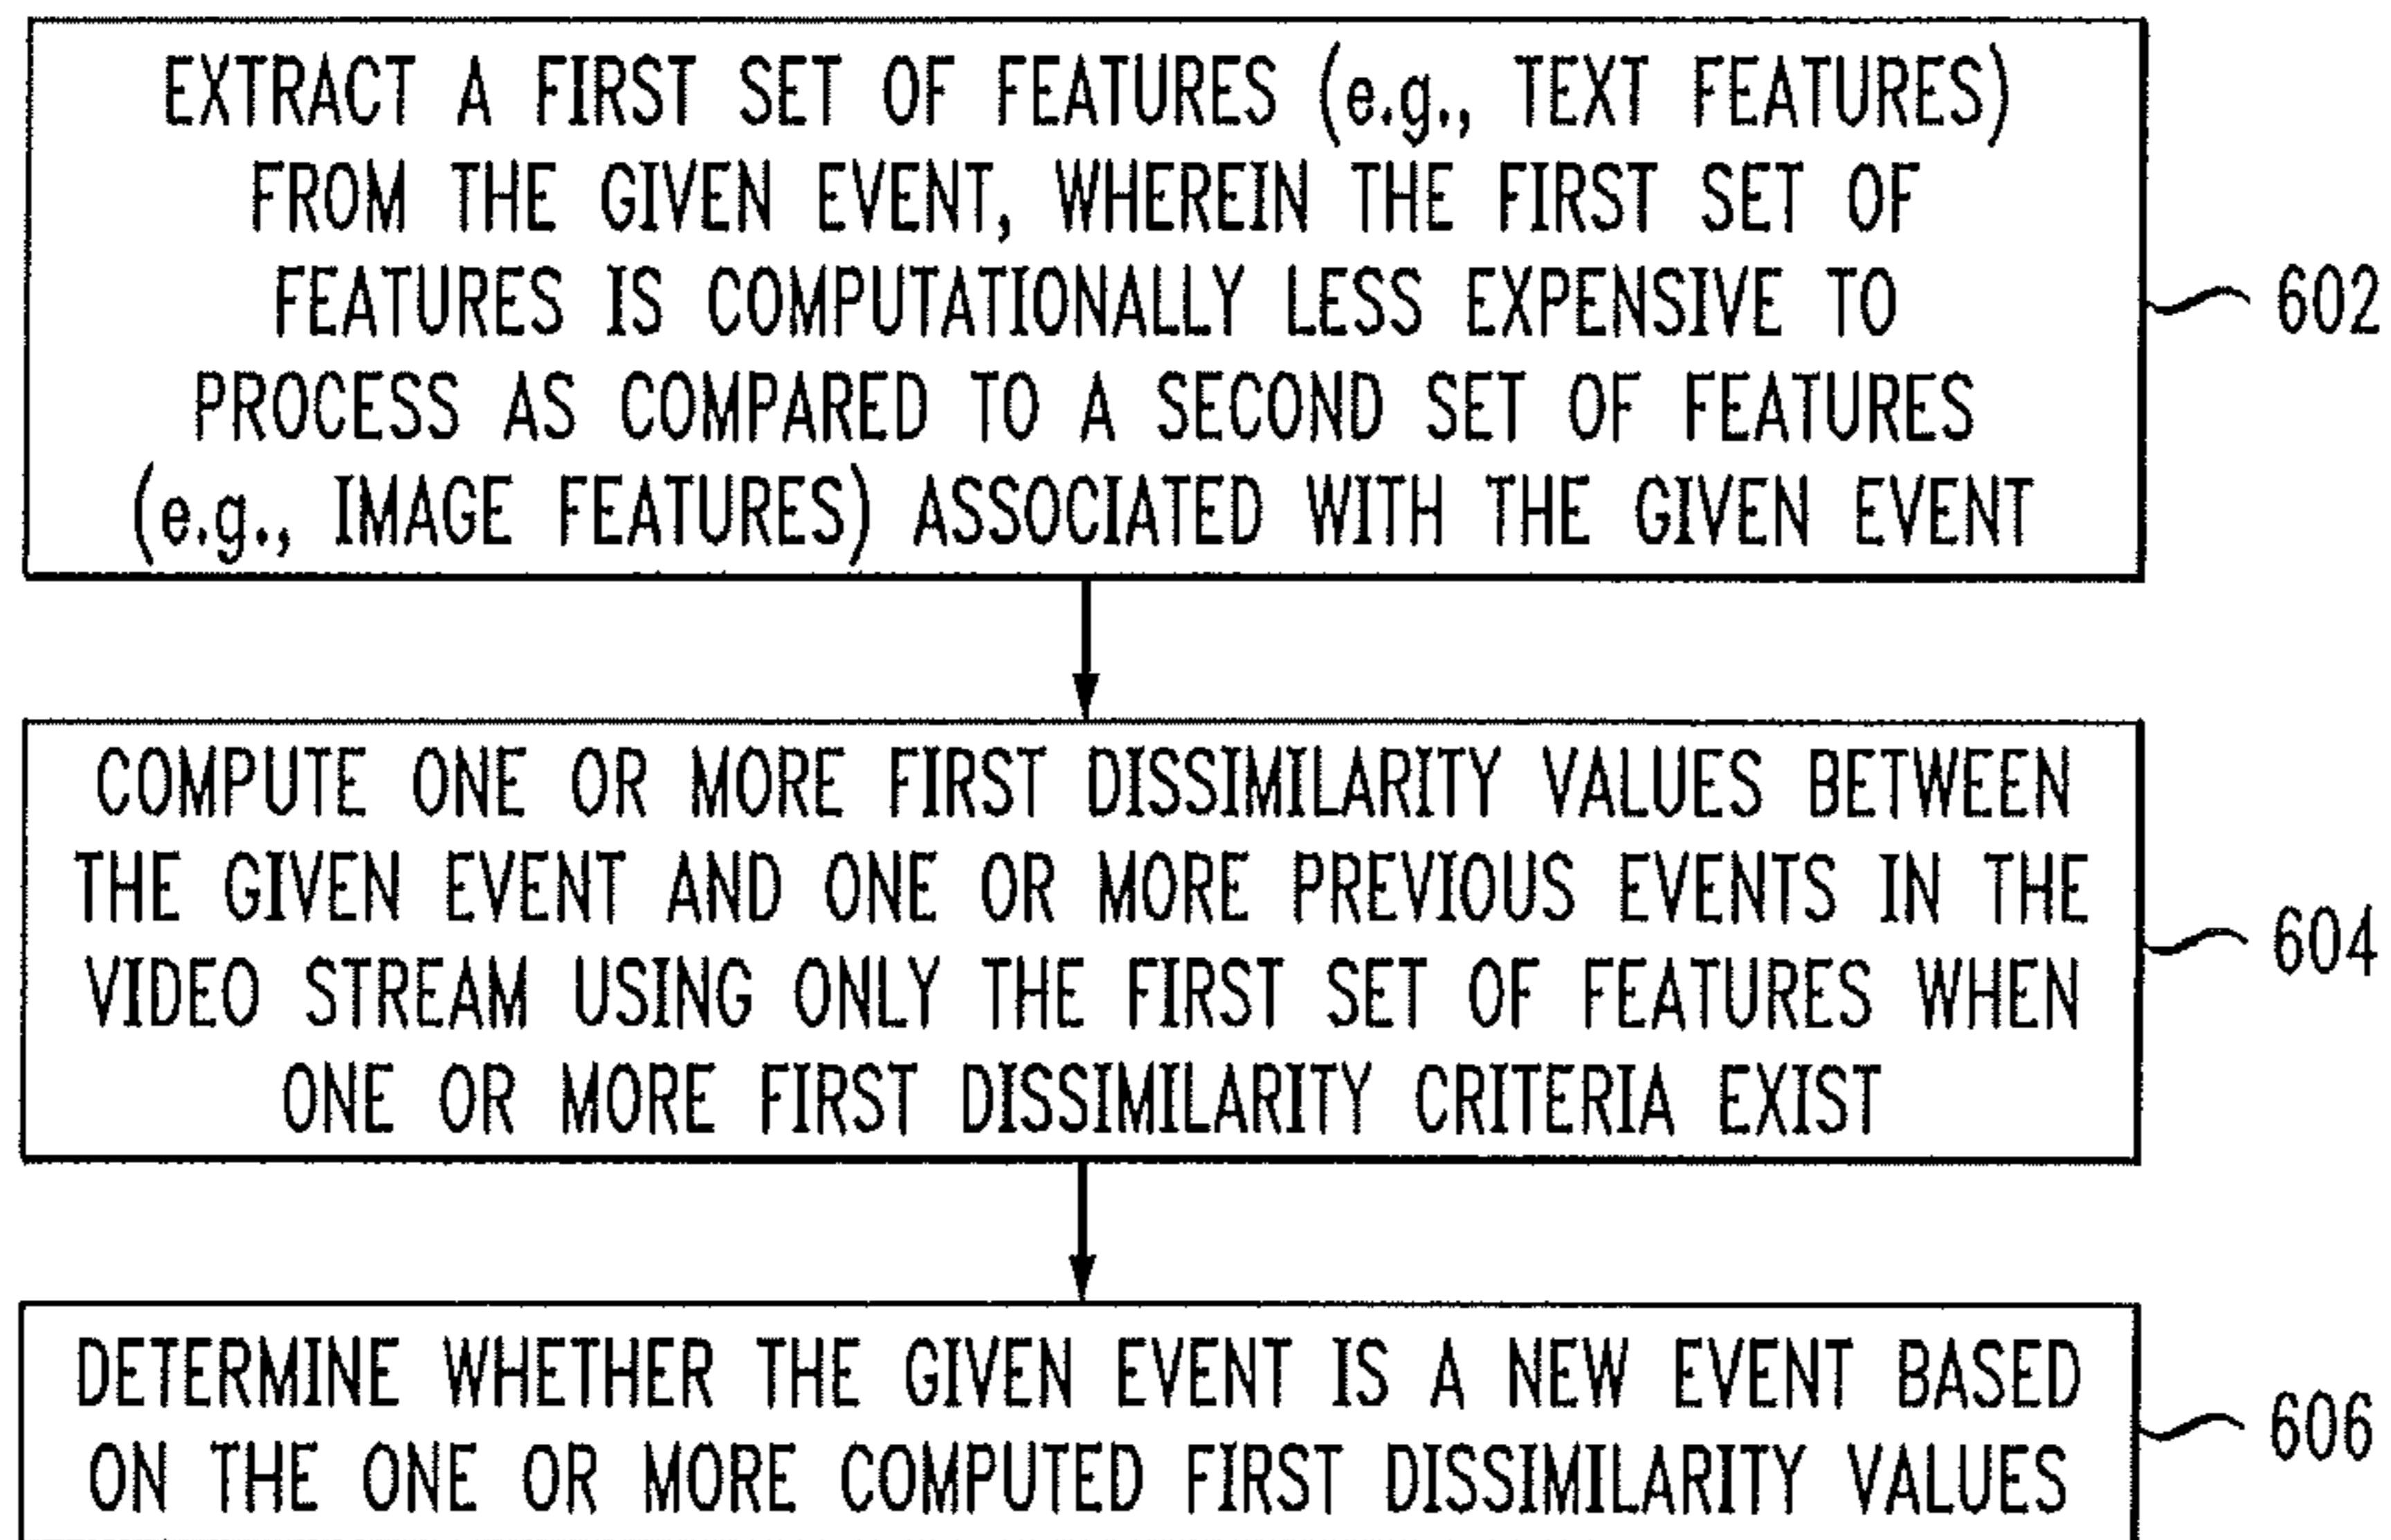 EXTRACT A FIRST SET OF FEATURES (e.g., TEXT FEATURES)
FROM THE GIVEN EVENT, WHEREIN THE FIRST SET OF
FEATURES IS COMPUTATIONALLY LESS EXPENSIVE TO
PROCESS AS COMPARED TO A SECOND SET OF FEATURES
(e.g., IMAGE FEATURES) ASSOCIATED WITH THE GIVEN EVENT
602
COMPUTE ONE OR MORE FIRST DISSIMILARITY VALUES BETWEEN
THE GIVEN EVENT AND ONE OR MORE PREVIOUS EVENTS IN THE
VIDEO STREAM USING ONLY THE FIRST SET OF FEATURES WHEN
ONE OR MORE FIRST DISSIMILARITY CRITERIA EXIST
604
DETERMINE WHETHER THE GIVEN EVENT IS A NEW EVENT BASED
ON THE ONE OR MORE COMPUTED FIRST DISSIMILARITY VALUES
606